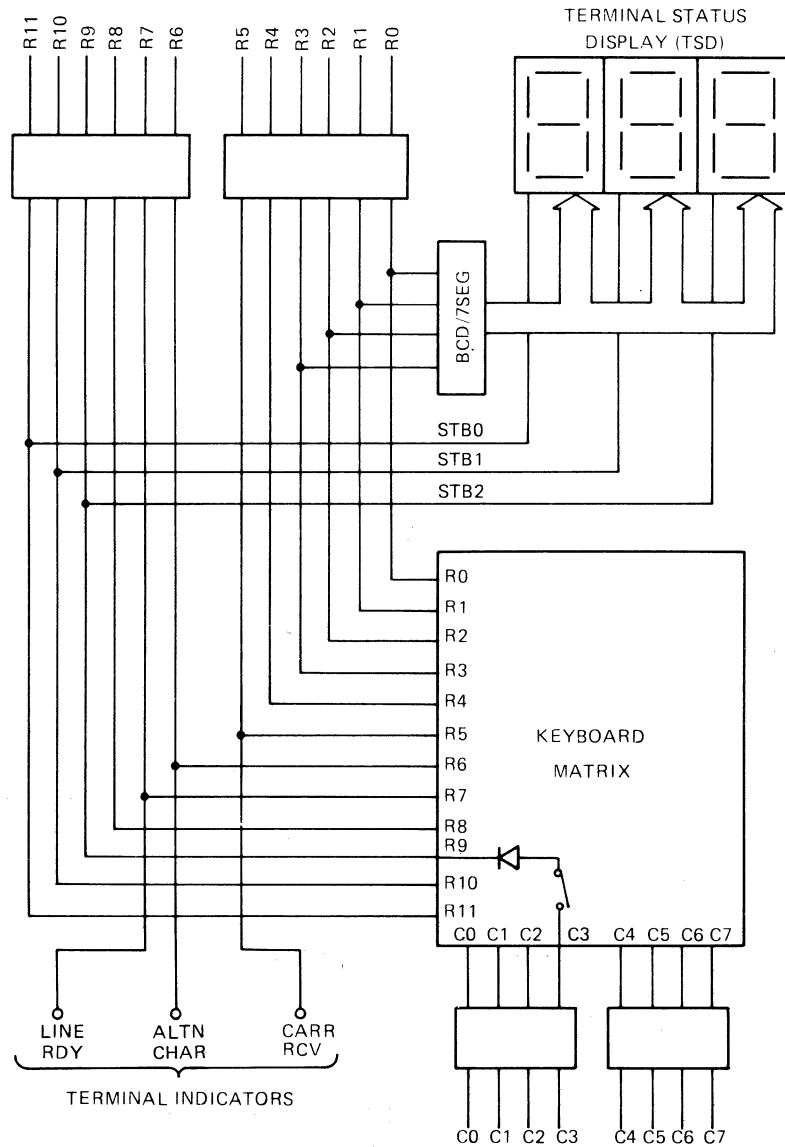 R11 R10 R9 R8 R7 R6 R5 R4 R3 R2 R1 R0
TERMINAL STATUS
DISPLAY (TSD)
BCD/7SEG
STB0
STB1
STB2
R0
R1
R2
R3
R4
R5
R6
R7
R8
R9
R10
R11
KEYBOARD
MATRIX
C0 C1 C2 C3 C4 C5 C6 C7
LINE
RDY
ALTN
CHAR
CARR
RCV
TERMINAL INDICATORS
C0 C1 C2 C3 C4 C5 C6 C7